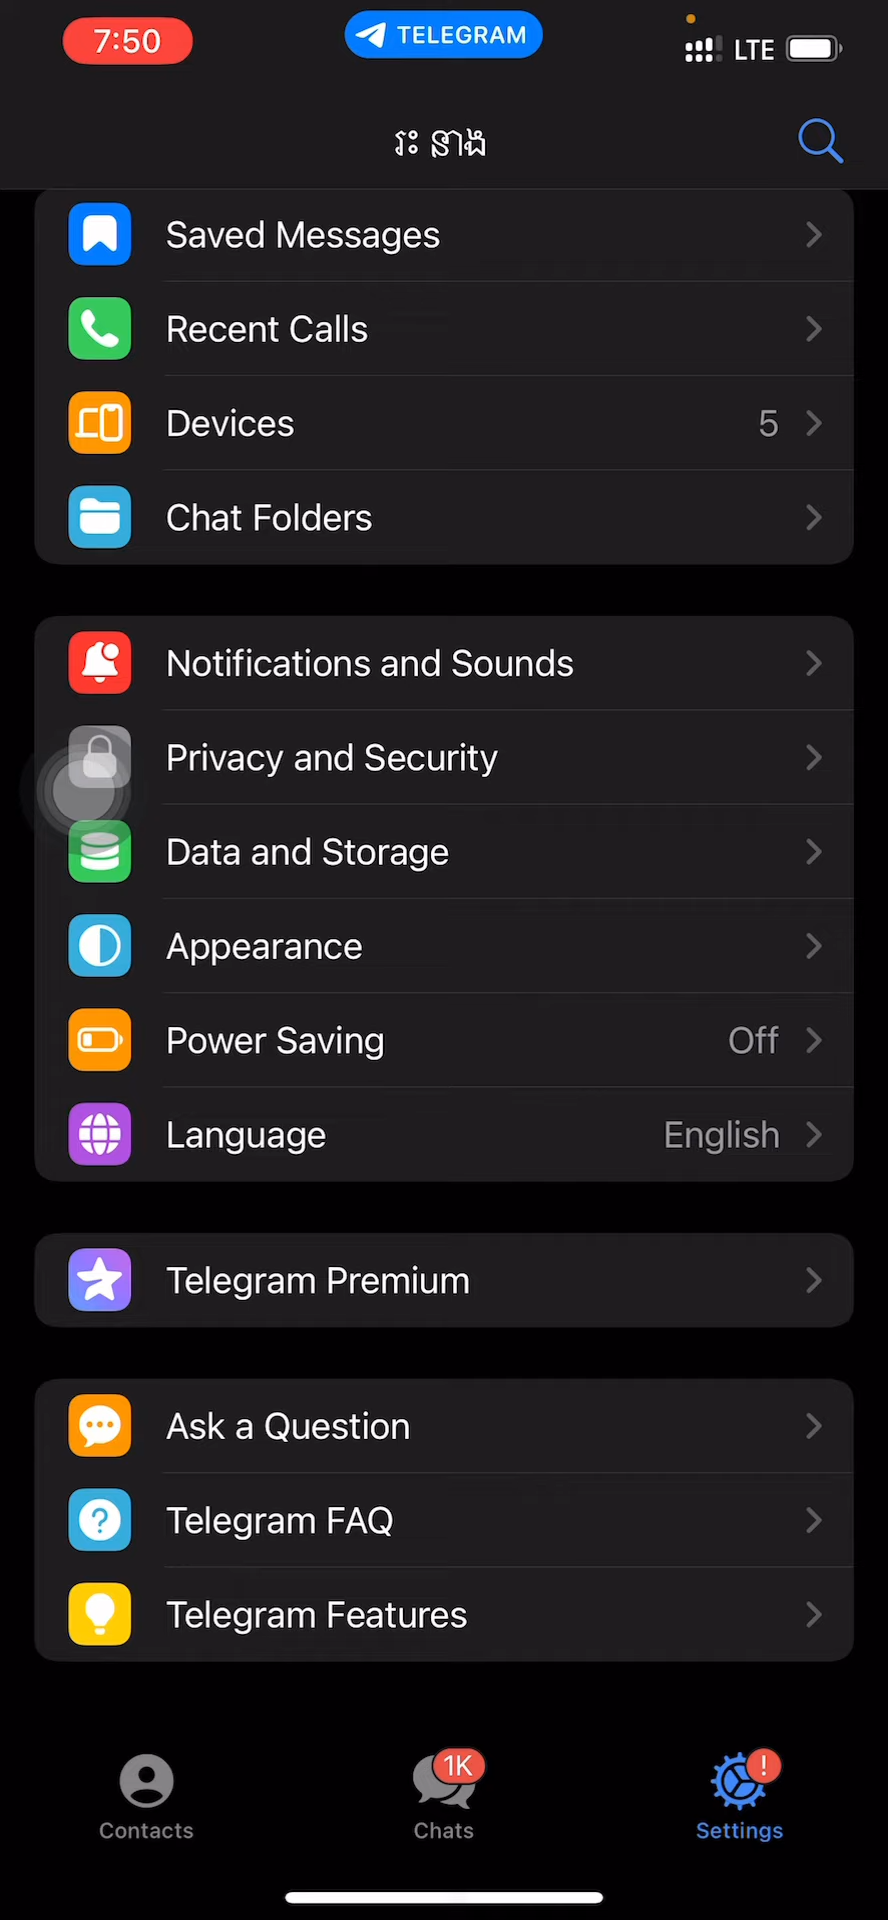 7:50
TELEGRAM
LTE
រះ នាង
Saved Messages
Recent Calls
Devices 5
Chat Folders
Notifications and Sounds
Privacy and Security
Data and Storage
Appearance
Power Saving Off
Language English
Telegram Premium
Ask a Question
Telegram FAQ
Telegram Features
1K
!
Contacts
Chats
Settings